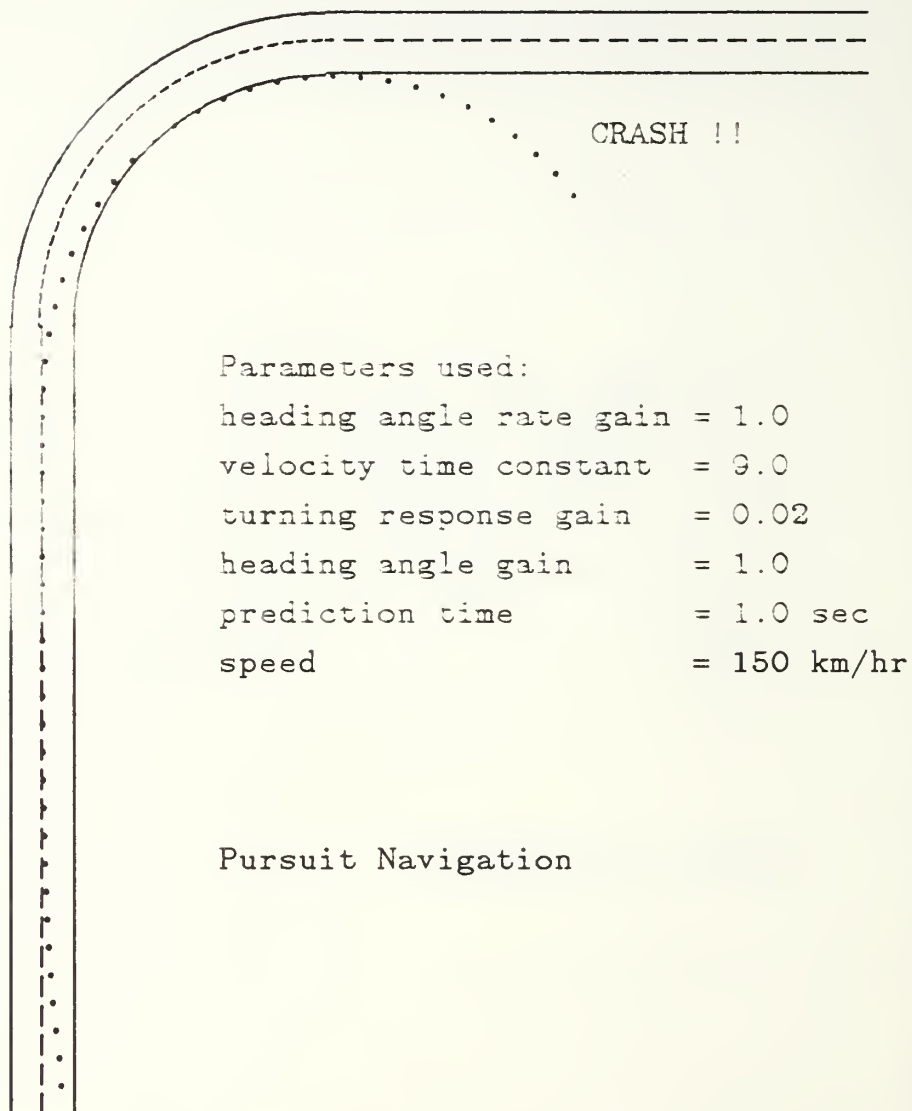 CRASH !!
Parameters used:
heading angle rate gain = 1.0
velocity time constant = 9.0
turning response gain = 0.02
heading angle gain = 1.0
prediction time = 1.0 sec
speed = 150 km/hr
Pursuit Navigation